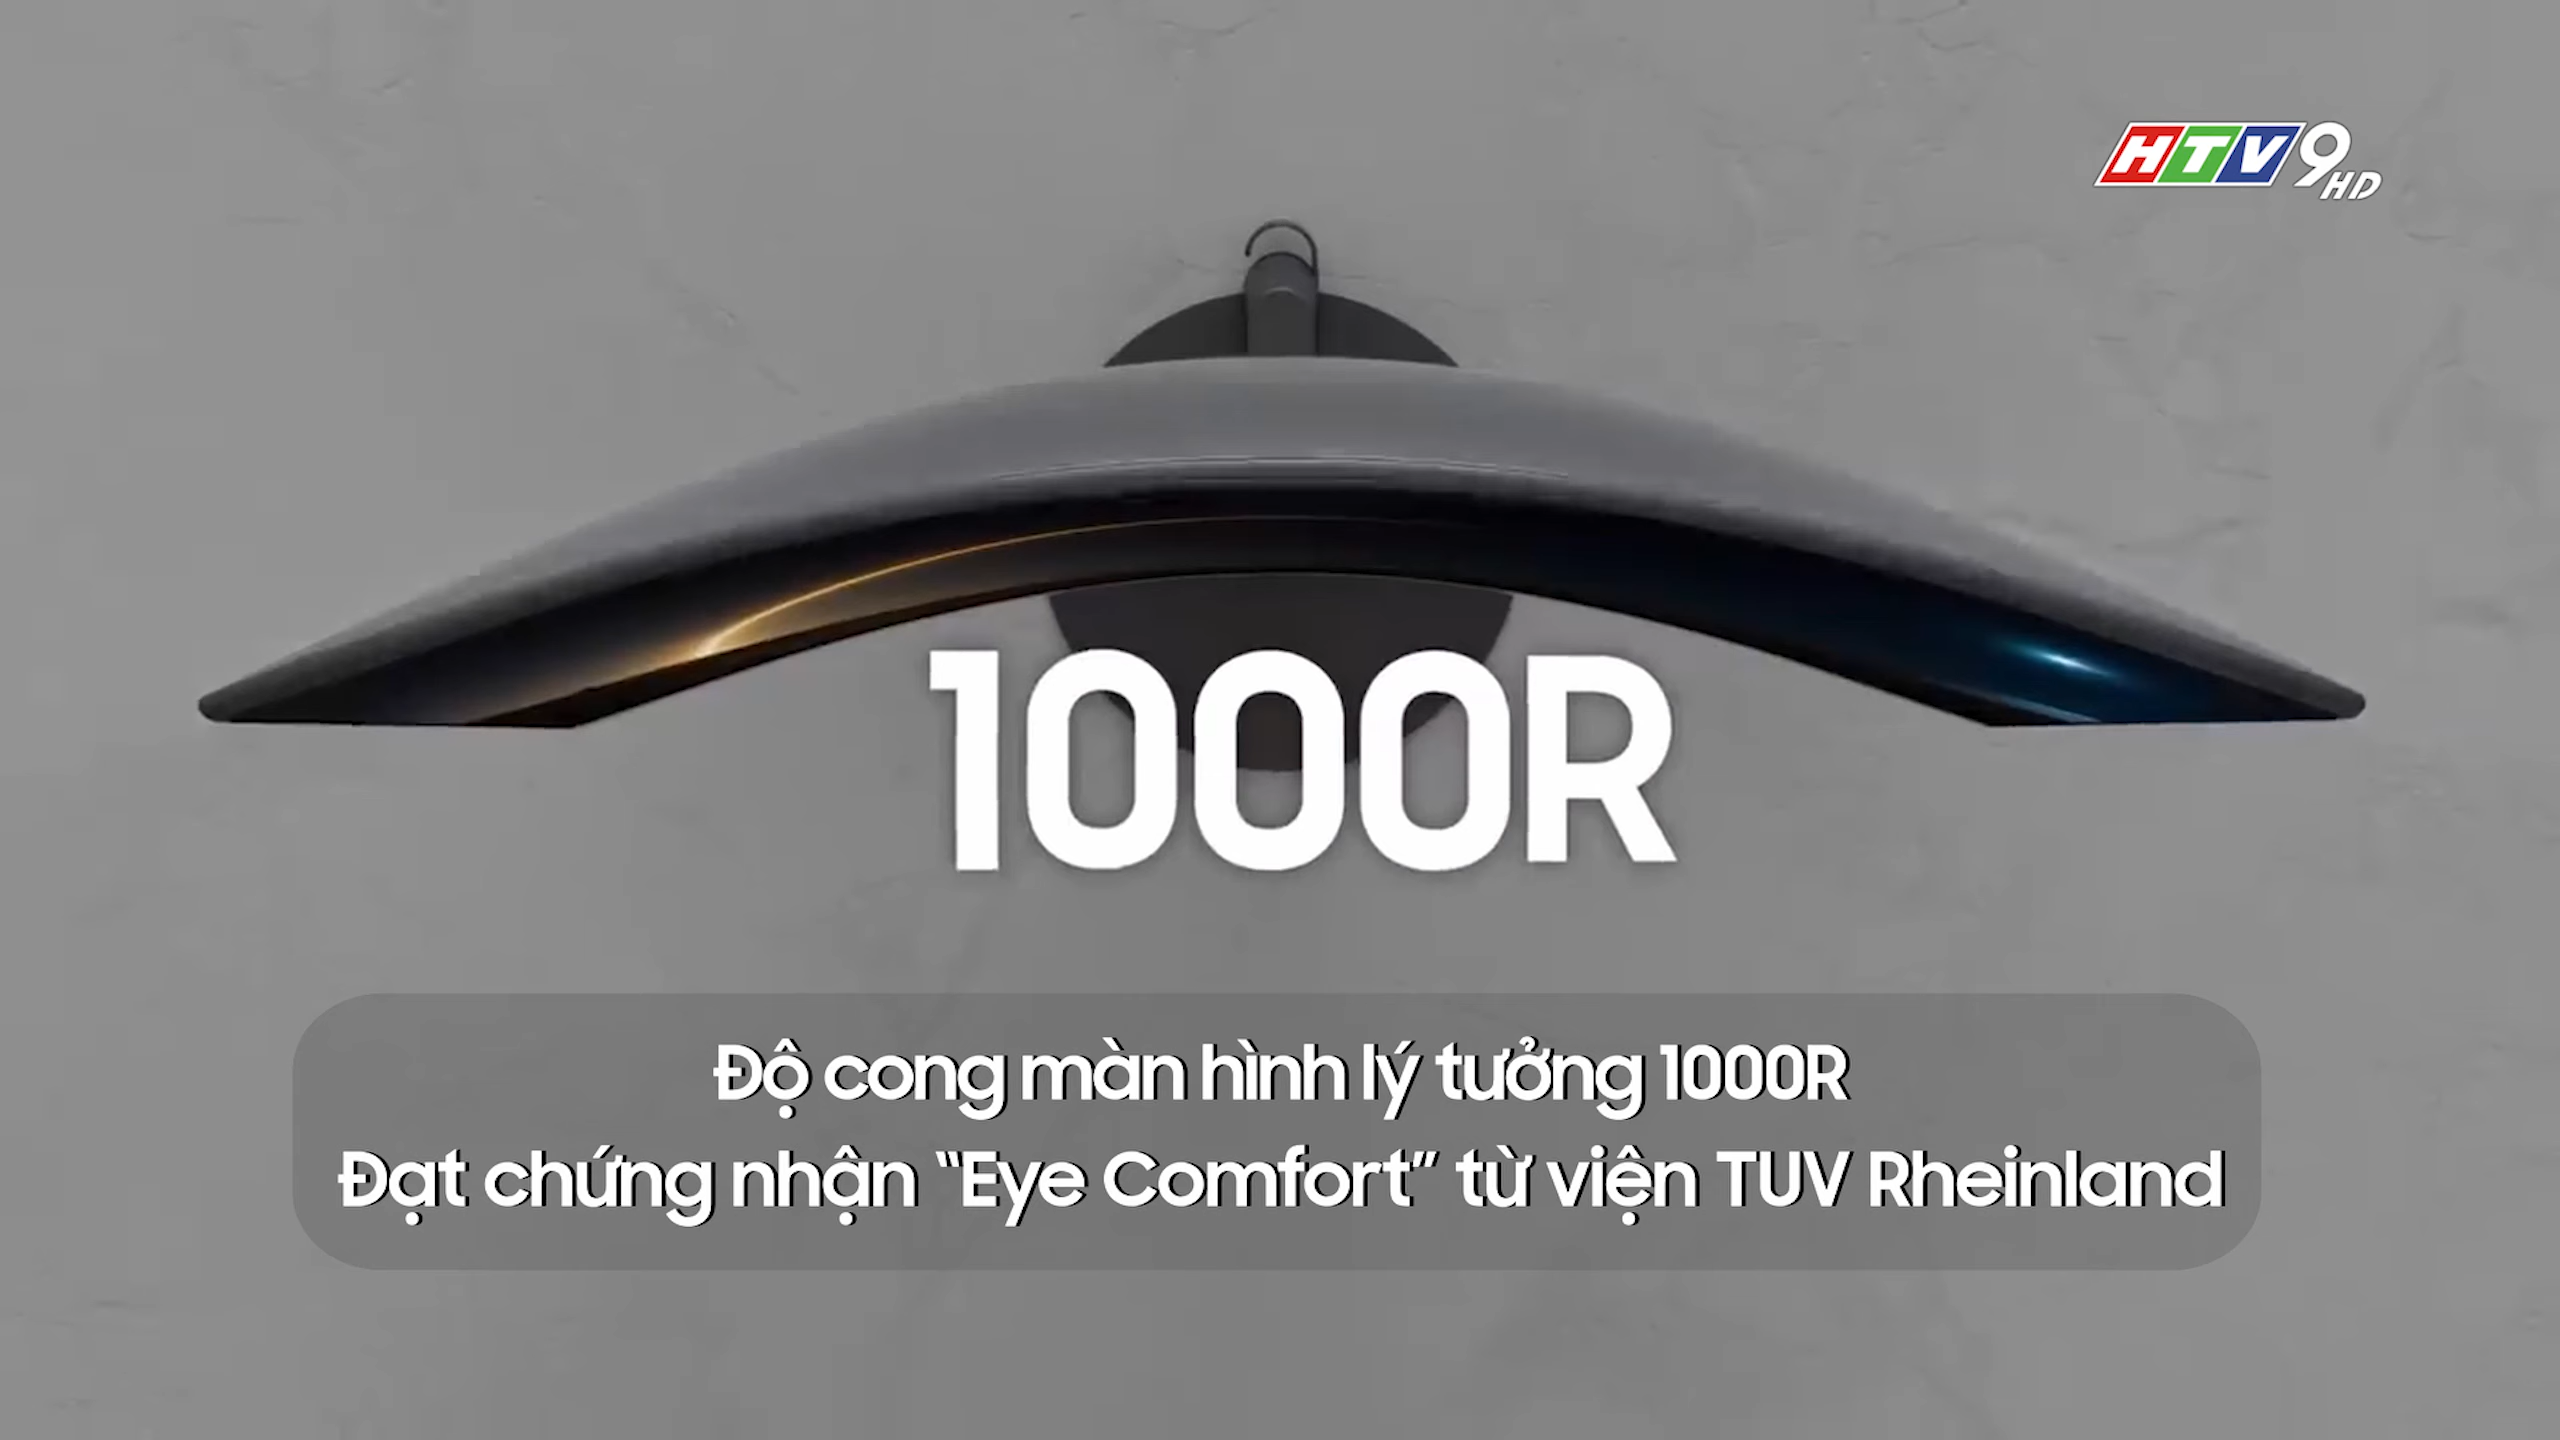 HTV9
HD
1000R
Độ cong màn hình lý tưởng 1000R
Đạt chứng nhận “Eye Comfort” từ viện TUV Rheinland